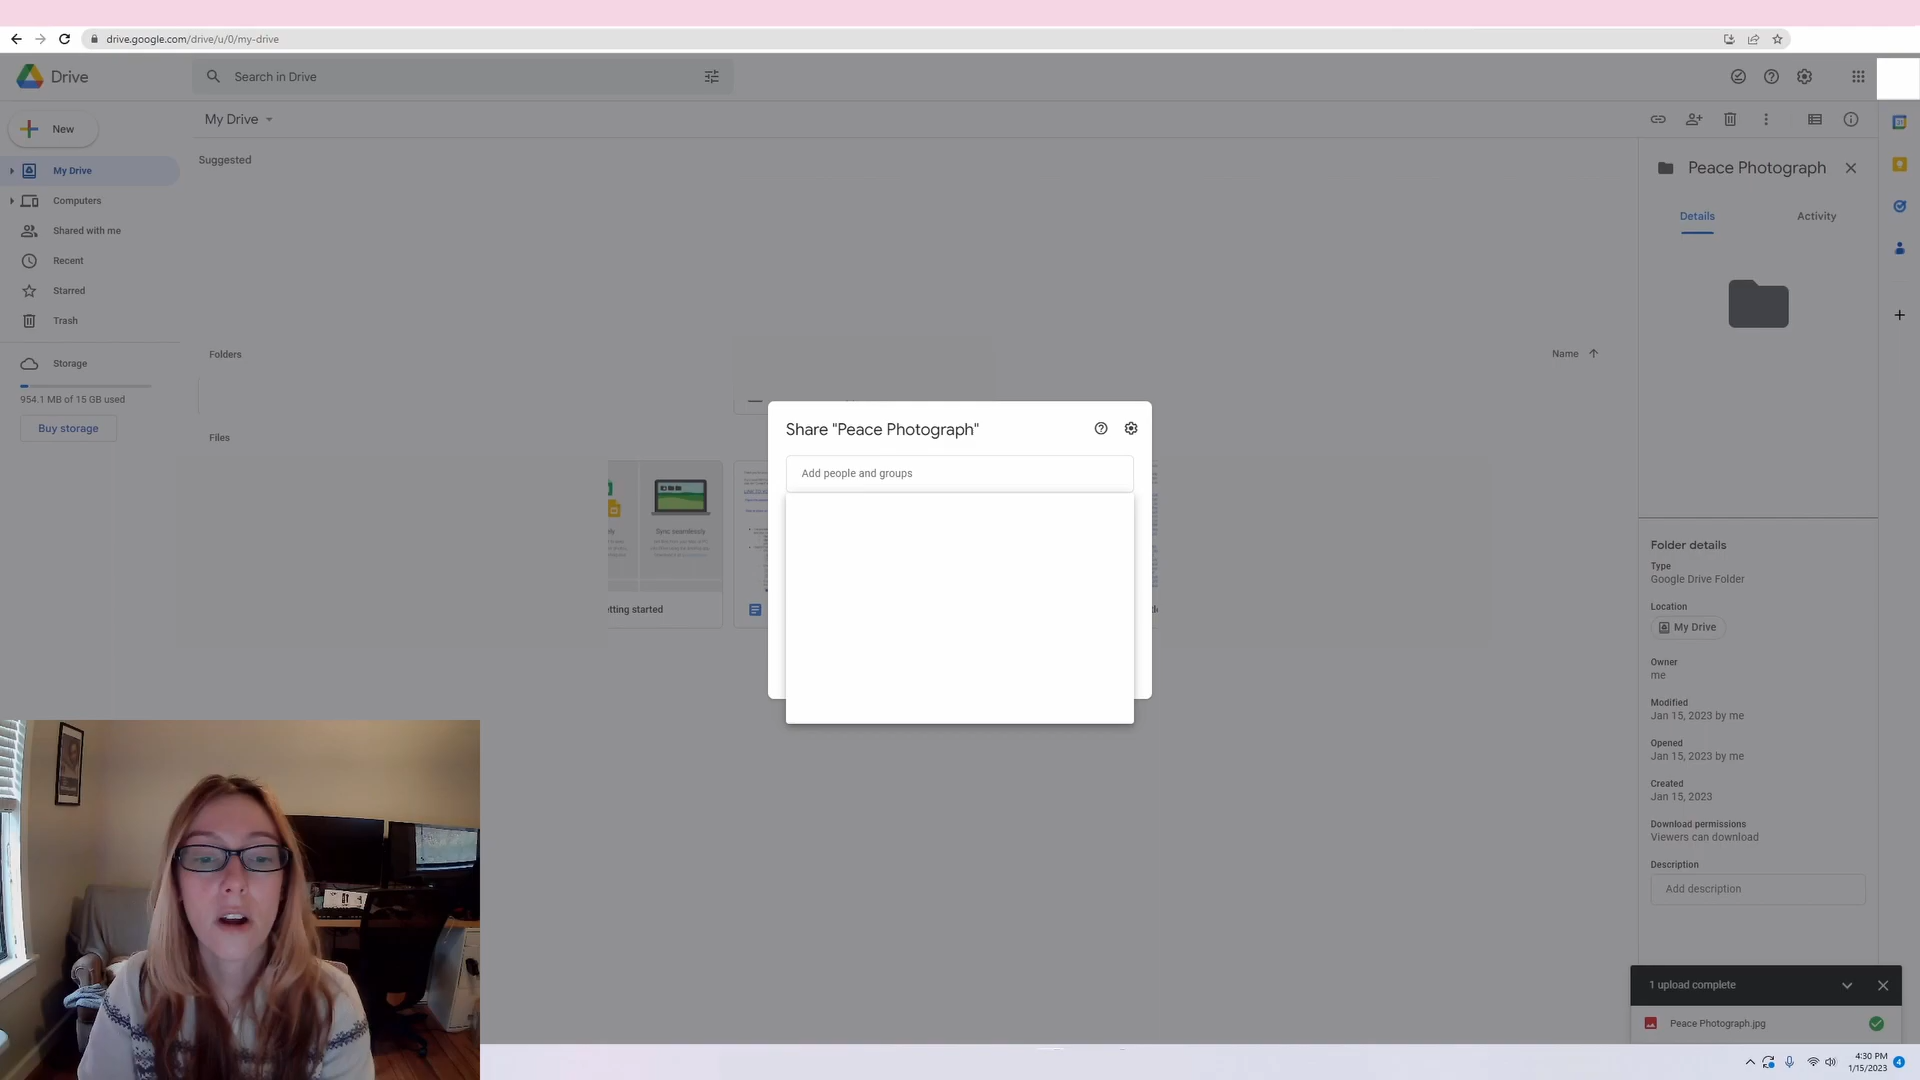 drive.google.com/drive/u/0/my-drive
Drive
Search in Drive
New
My Drive
Computers
Shared with me
Recent
Starred
Trash
Storage
954.1 MB of 15 GB used
Buy storage
My Drive
Suggested
Folders
Name
Files
Sync seamlessly
tting started
Share "Peace Photograph"
Add people and groups
Peace Photograph
Details
Activity
Folder details
Type
Google Drive Folder
Location
My Drive
Owner
me
Modified
Jan 15, 2023 by me
Opened
Jan 15, 2023 by me
Created
Jan 15, 2023
Download permissions
Viewers can download
Description
Add description
1 upload complete
Peace Photograph.jpg
4:30 PM
1/15/2023
4